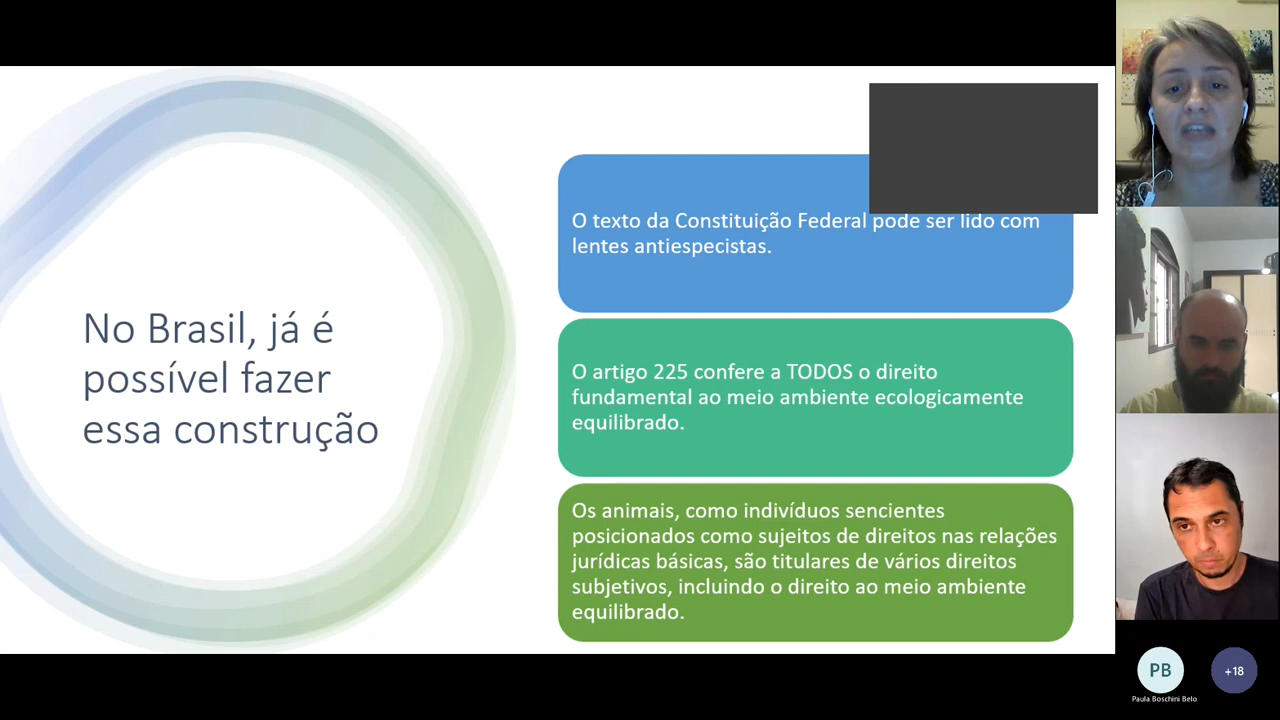 No Brasil, já é
possível fazer
essa construção
O texto da Constituição Federal pode ser lido com
lentes antiespecistas.
O artigo 225 confere a TODOS o direito
fundamental ao meio ambiente ecologicamente
equilibrado.
Os animais, como indivíduos sencientes
posicionados como sujeitos de direitos nas relações
jurídicas básicas, são titulares de vários direitos
subjetivos, incluindo o direito ao meio ambiente
equilibrado.
PB
+18
Paula Boschini Belo